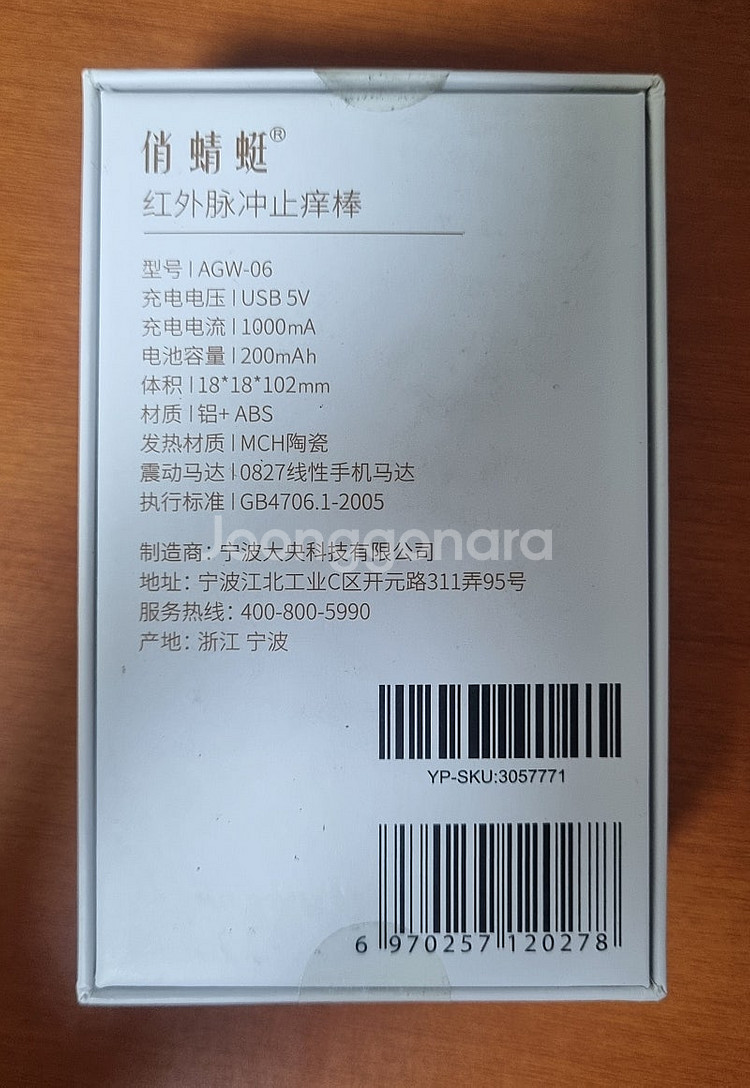 俏蜻蜓®
红外脉冲止痒棒
型号 | AGW-06
充电电压 | USB 5V
充电电流 | 1000mA
电池容量 | 200mAh
体积 | 18*18*102mm
材质 | 铝+ ABS
发热材质 | MCH陶瓷
震动马达 | 0827线性手机马达
执行标准 | GB4706.1-2005
Joonggonara
制造商: 宁波大央科技有限公司
地址: 宁波江北工业C区开元路311弄95号
服务热线: 400-800-5990
产地: 浙江 宁波
YP-SKU:3057771
6 970257 120278